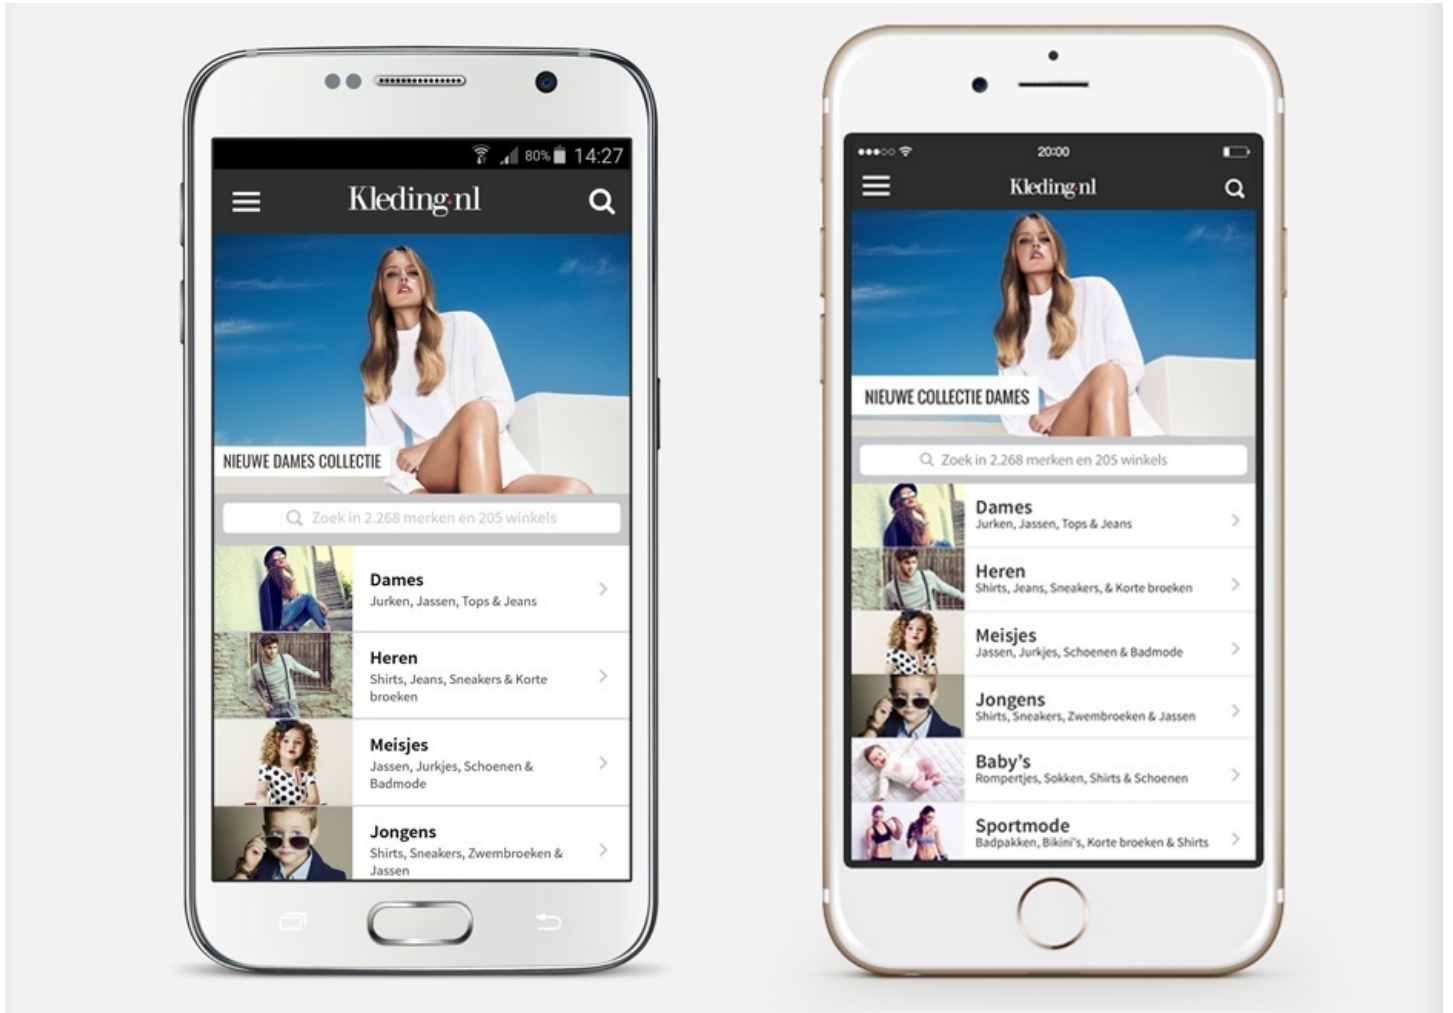 80% 14:27
Kleding·nl
NIEUWE DAMES COLLECTIE
Zoek in 2.268 merken en 205 winkels
Dames
Jurken, Jassen, Tops & Jeans
Heren
Shirts, Jeans, Sneakers & Korte
broeken
Meisjes
Jassen, Jurkjes, Schoenen &
Badmode
Jongens
Shirts, Sneakers, Zwembroeken &
Jassen
20:00
Kleding·nl
NIEUWE COLLECTIE DAMES
Zoek in 2.268 merken en 205 winkels
Dames
Jurken, Jassen, Tops & Jeans
Heren
Shirts, Jeans, Sneakers, & Korte broeken
Meisjes
Jassen, Jurkjes, Schoenen & Badmode
Jongens
Shirts, Sneakers, Zwembroeken & Jassen
Baby's
Rompertjes, Sokken, Shirts & Schoenen
Sportmode
Badpakken, Bikini's, Korte broeken & Shirts